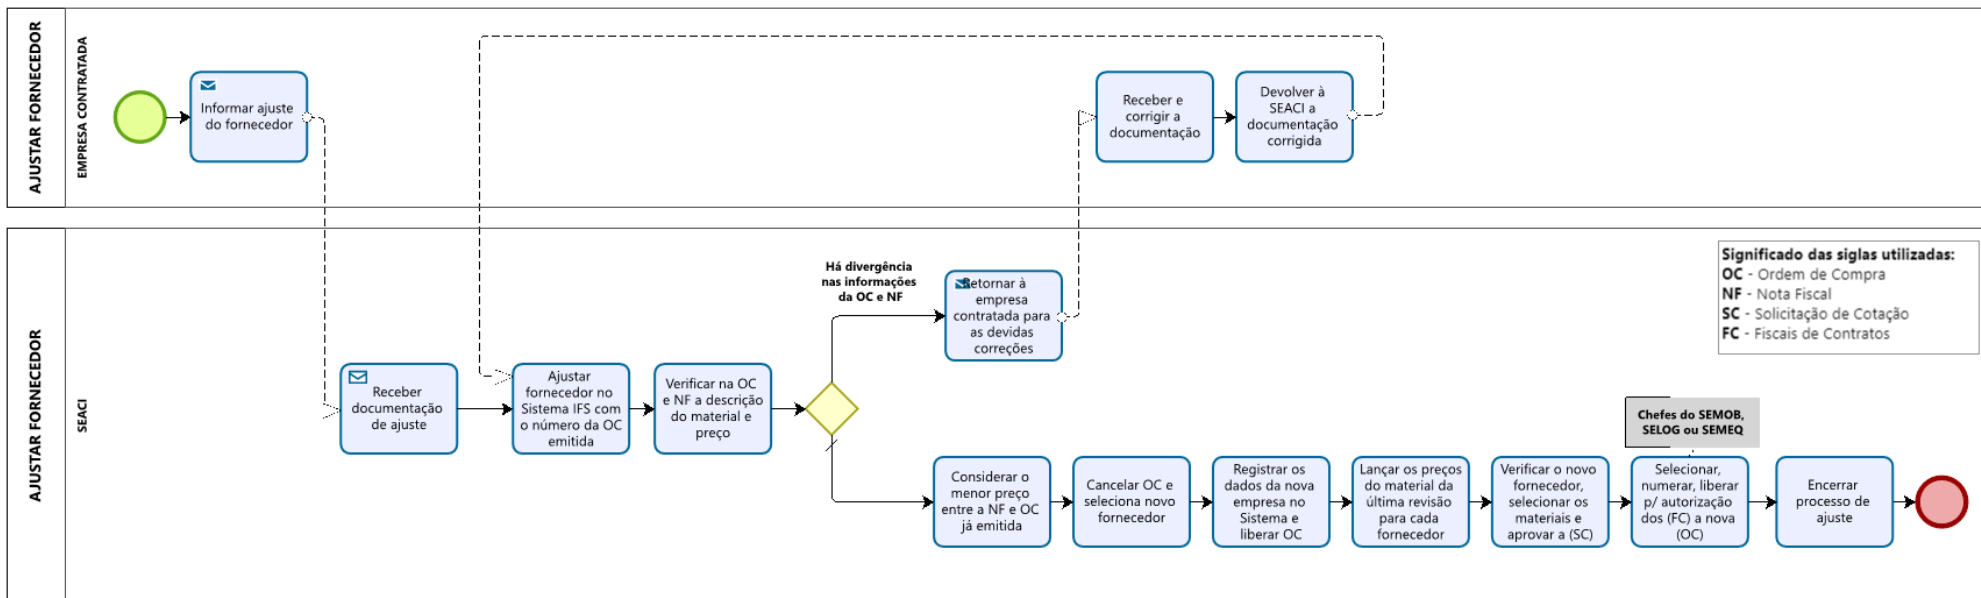 AJUSTAR FORNECEDOR
EMPRESA CONTRATADA
Informar ajuste
do fornecedor
Receber e
corrigir a
documentação
Devolver à
SEACI a
documentação
corrigida
AJUSTAR FORNECEDOR
SEACI
Receber
documentação
de ajuste
Ajustar
fornecedor no
Sistema IFS com
o número da OC
emitida
Verificar na OC
e NF a descrição
do material e
preço
Há divergência
nas informações
da OC e NF
Retornar à
empresa
contratada para
as devidas
correções
Considerar o
menor preço
entre a NF e OC
já emitida
Cancelar OC e
seleciona novo
fornecedor
Registrar os
dados da nova
empresa no
Sistema e
liberar OC
Lançar os preços
do material da
última revisão
para cada
fornecedor
Verificar o novo
fornecedor,
selecionar os
materiais e
aprovar a (SC)
Chefes do SEMOB,
SELOG ou SEMEQ
Selecionar,
numerar, liberar
p/ autorização
dos (FC) a nova
(OC)
Encerrar
processo de
ajuste
Significado das siglas utilizadas:
OC - Ordem de Compra
NF - Nota Fiscal
SC - Solicitação de Cotação
FC - Fiscais de Contratos